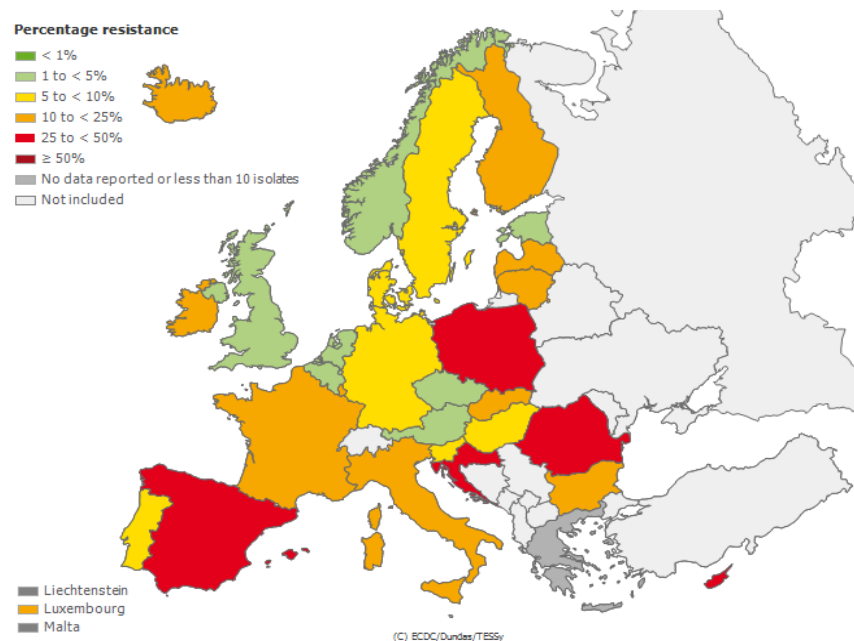 Percentage resistance
< 1%
1 to < 5%
5 to < 10%
10 to < 25%
25 to < 50%
≥ 50%
No data reported or less than 10 isolates
Not included
Liechtenstein
Luxembourg
Malta
(C) ECDC/Dundas/TESSy